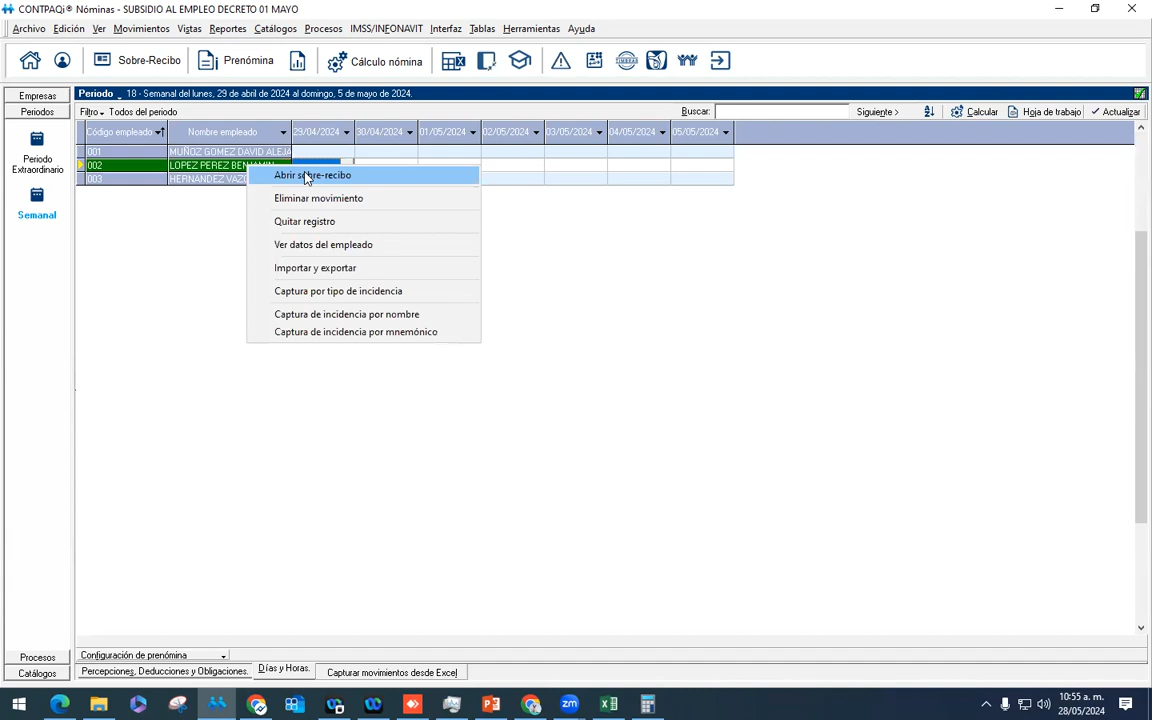 CONTPAQi® Nóminas - SUBSIDIO AL EMPLEO DECRETO 01 MAYO
Archivo Edición Ver Movimientos Vistas Reportes Catálogos Procesos IMSS/INFONAVIT Interfaz Tablas Herramientas Ayuda
Sobre-Recibo Prenómina Cálculo nómina
Empresas
Periodo _ 18 - Semanal del lunes, 29 de abril de 2024 al domingo, 5 de mayo de 2024.
Periodos
Filtro Todos del periodo Buscar: Siguiente > Calcular Hoja de trabajo Actualizar
Código empleado Nombre empleado 29/04/2024 30/04/2024 01/05/2024 02/05/2024 03/05/2024 04/05/2024 05/05/2024
001 MUÑOZ GOMEZ DAVID ALEJA
002 LOPEZ PEREZ BENJAMIN
003 HERNANDEZ VAZQ
Periodo
Extraordinario
Semanal
Abrir sobre-recibo
Eliminar movimiento
Quitar registro
Ver datos del empleado
Importar y exportar
Captura por tipo de incidencia
Captura de incidencia por nombre
Captura de incidencia por mnemónico
Procesos
Catálogos
Configuración de prenómina
Percepciones, Deducciones y Obligaciones. Días y Horas. Capturar movimientos desde Excel
10:55 a. m.
28/05/2024